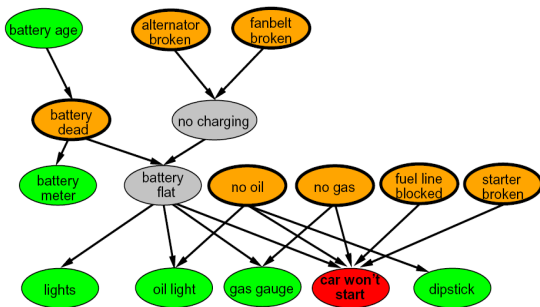 battery age
alternator
broken
fanbelt
broken
battery
dead
no charging
battery
meter
battery
flat
no oil
no gas
fuel line
blocked
starter
broken
lights
oil light
gas gauge
car won't
start
dipstick